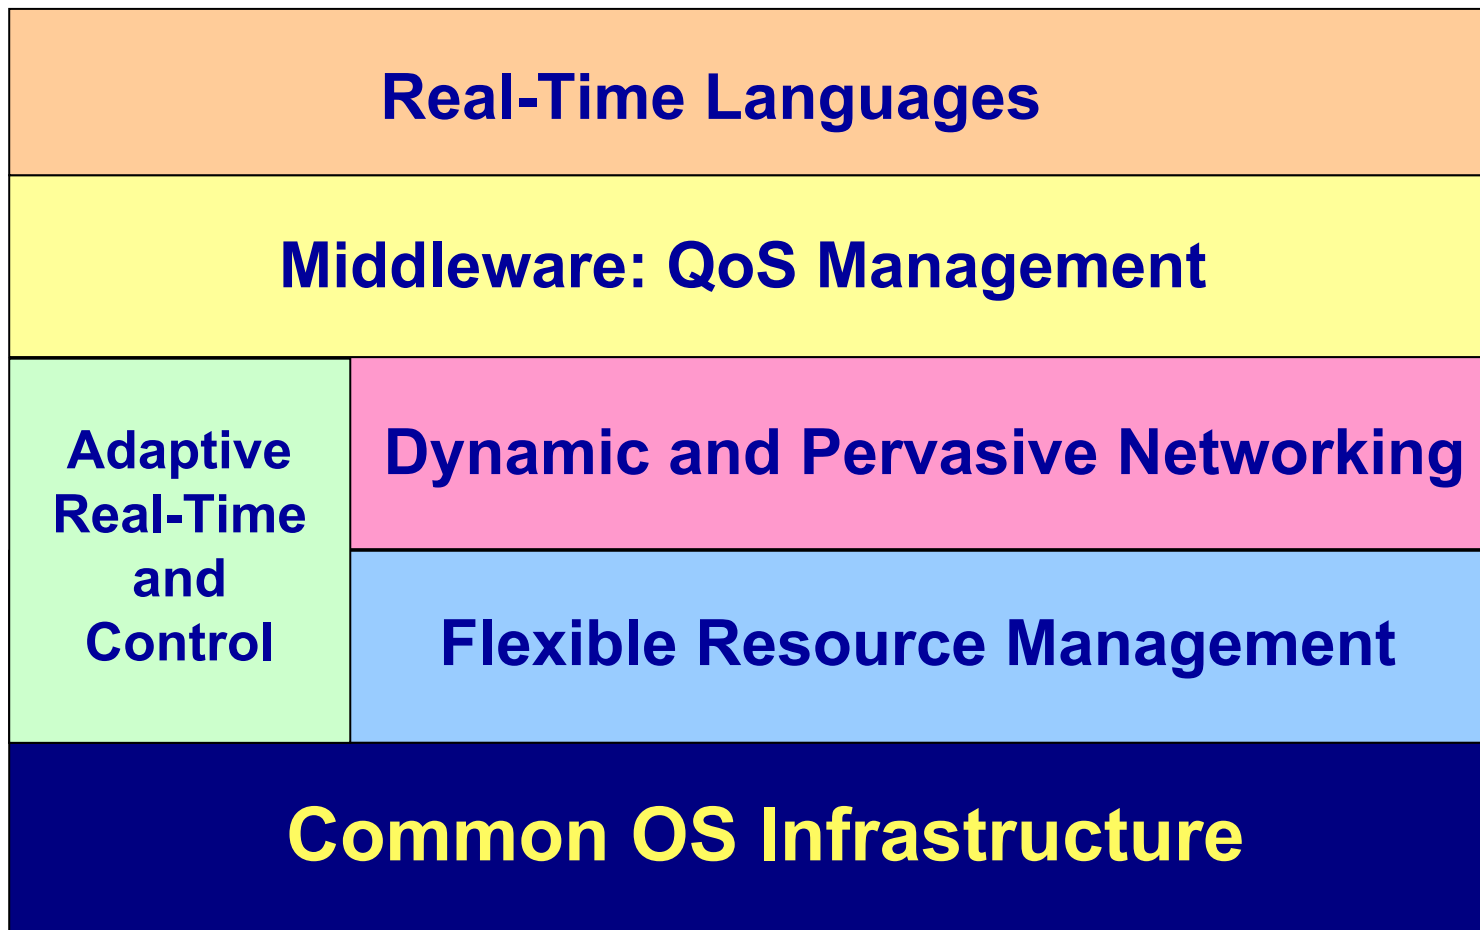 Real-Time Languages
Middleware: QoS Management
Adaptive
Real-Time
and
Control
Dynamic and Pervasive Networking
Flexible Resource Management
Common OS Infrastructure